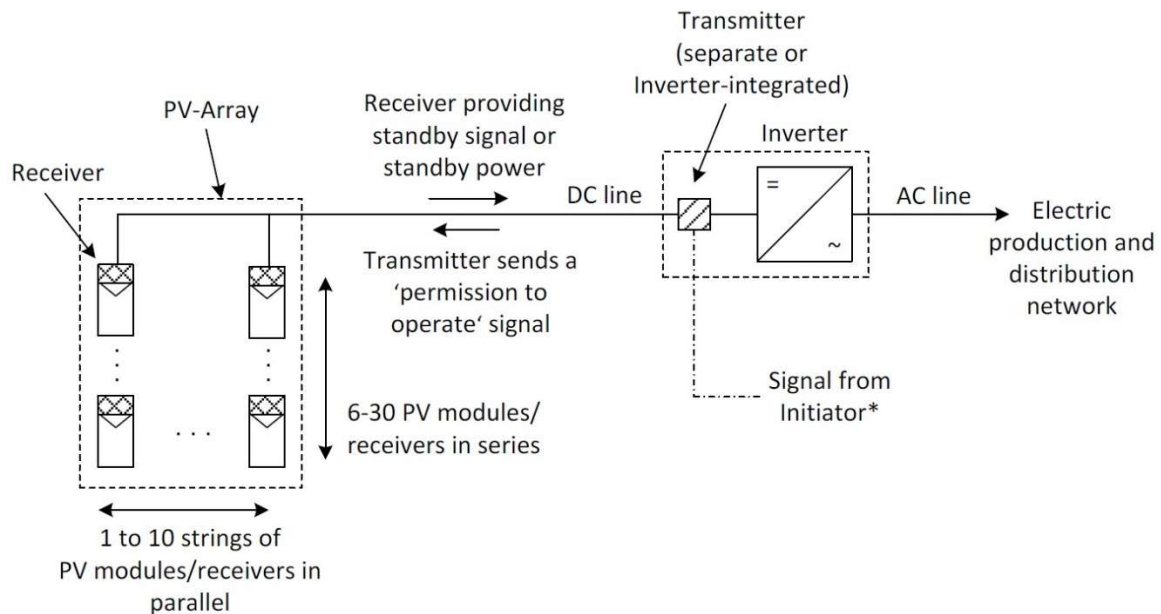 Transmitter
(separate or
Inverter-integrated)
PV-Array
Receiver providing
standby signal or
standby power
Inverter
Receiver
DC line
=
~
AC line
Electric
production and
distribution
network
Transmitter sends a
‘permission to
operate‘ signal
Signal from
Initiator*
6-30 PV modules/
receivers in series
1 to 10 strings of
PV modules/receivers in
parallel